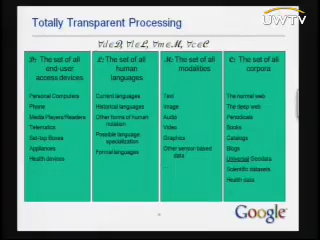 UWTV
Totally Transparent Processing
∀d∈D, ∀l∈L, ∀m∈M, ∀c∈C
D: The set of all
end-user
access devices
Personal Computers
Phone
Media Players/Readers
Telematics
Set-top Boxes
Appliances
Health devices
L: The set of all
human
languages
Current languages
Historical languages
Other forms of human
notation
Possible language
specialization
Formal languages
M: The set of all
modalities
Text
Image
Audio
Video
Graphics
Other sensor-based
data
C: The set of all
corpora
The normal web
The deep web
Periodicals
Books
Catalogs
Blogs
Universal Geodata
Scientific datasets
Health data
Google